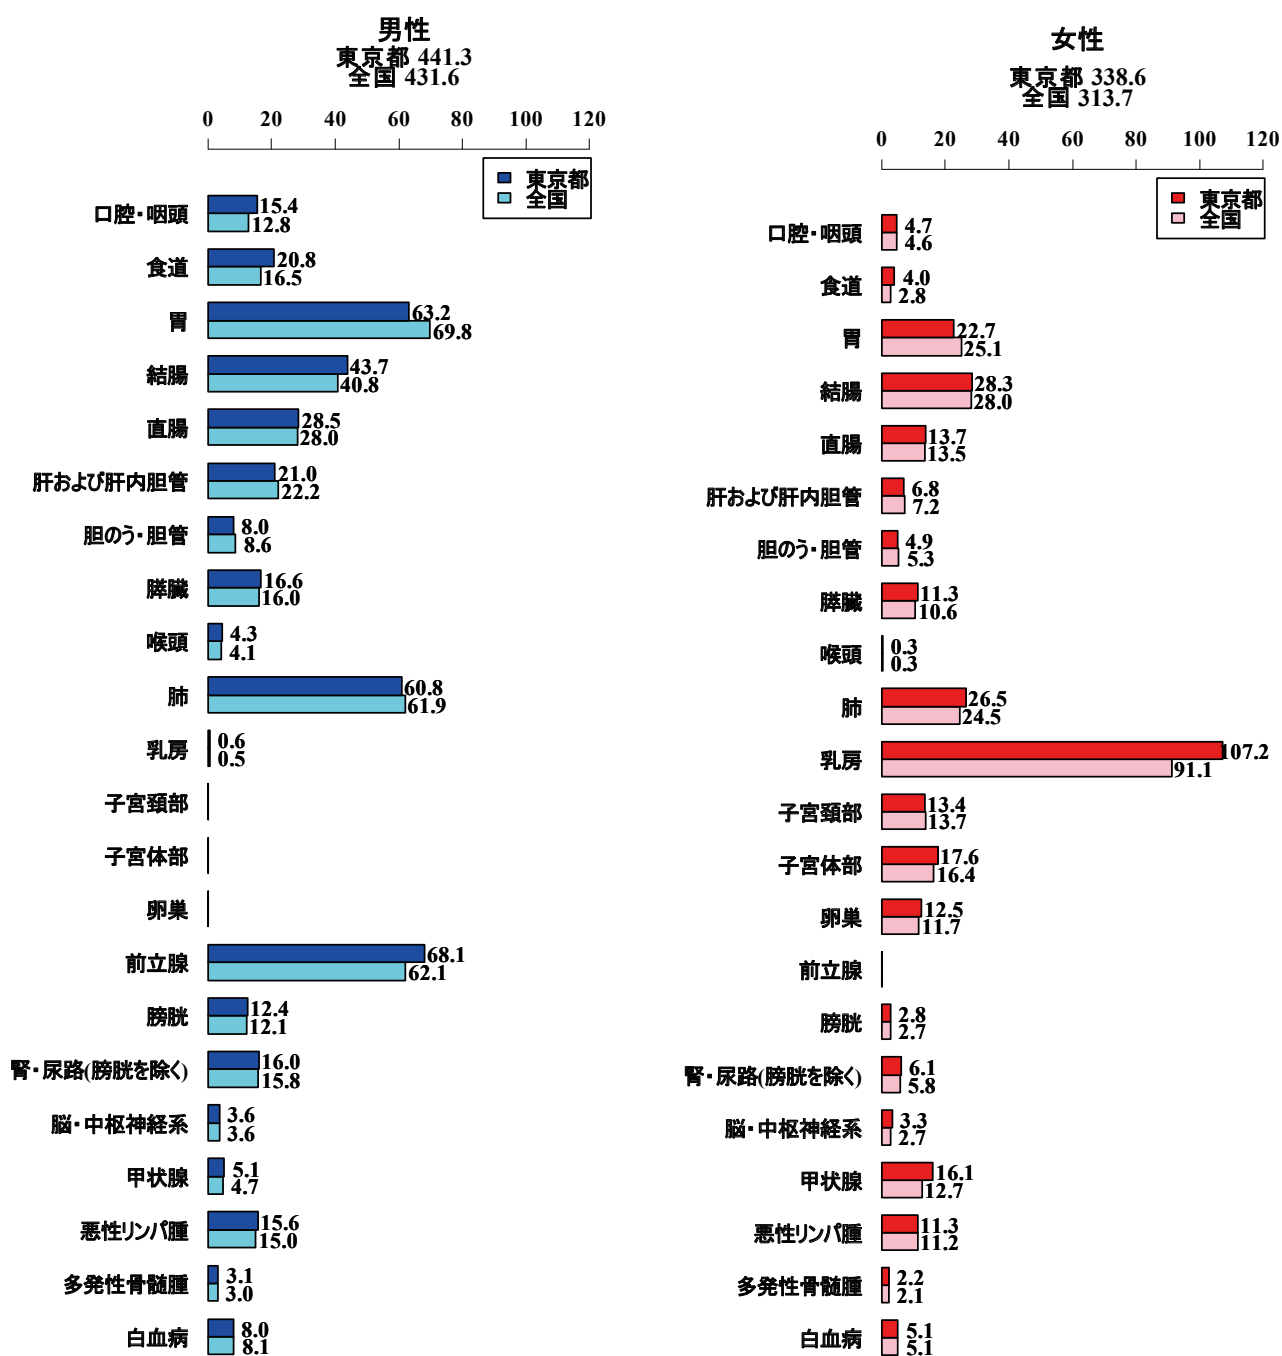 男性
東京都 441.3
全国 431.6
0 20 40 60 80 100 120
東京都
全国
口腔・咽頭 15.4
12.8
食道 20.8
16.5
胃 63.2
69.8
結腸 43.7
40.8
直腸 28.5
28.0
肝および肝内胆管 21.0
22.2
胆のう・胆管 8.0
8.6
膵臓 16.6
16.0
喉頭 4.3
4.1
肺 60.8
61.9
乳房 0.6
0.5
子宮頚部
子宮体部
卵巣
前立腺 68.1
62.1
膀胱 12.4
12.1
腎・尿路(膀胱を除く) 16.0
15.8
脳・中枢神経系 3.6
3.6
甲状腺 5.1
4.7
悪性リンパ腫 15.6
15.0
多発性骨髄腫 3.1
3.0
白血病 8.0
8.1
女性
東京都 338.6
全国 313.7
0 20 40 60 80 100 120
東京都
全国
口腔・咽頭 4.7
4.6
食道 4.0
2.8
胃 22.7
25.1
結腸 28.3
28.0
直腸 13.7
13.5
肝および肝内胆管 6.8
7.2
胆のう・胆管 4.9
5.3
膵臓 11.3
10.6
喉頭 0.3
0.3
肺 26.5
24.5
乳房 107.2
91.1
子宮頚部 13.4
13.7
子宮体部 17.6
16.4
卵巣 12.5
11.7
前立腺
膀胱 2.8
2.7
腎・尿路(膀胱を除く) 6.1
5.8
脳・中枢神経系 3.3
2.7
甲状腺 16.1
12.7
悪性リンパ腫 11.3
11.2
多発性骨髄腫 2.2
2.1
白血病 5.1
5.1